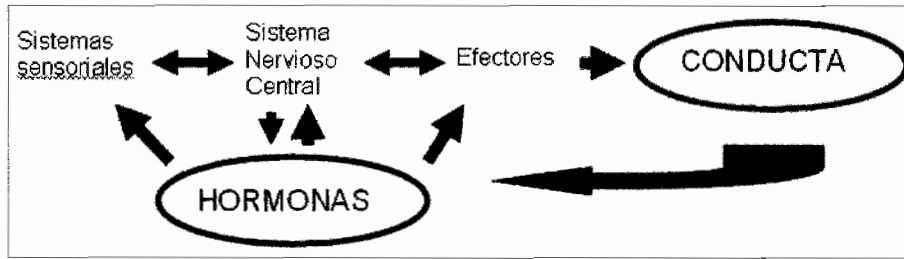 Sistemas
sensoriales
Sistema
Nervioso
Central
Efectores
CONDUCTA
HORMONAS